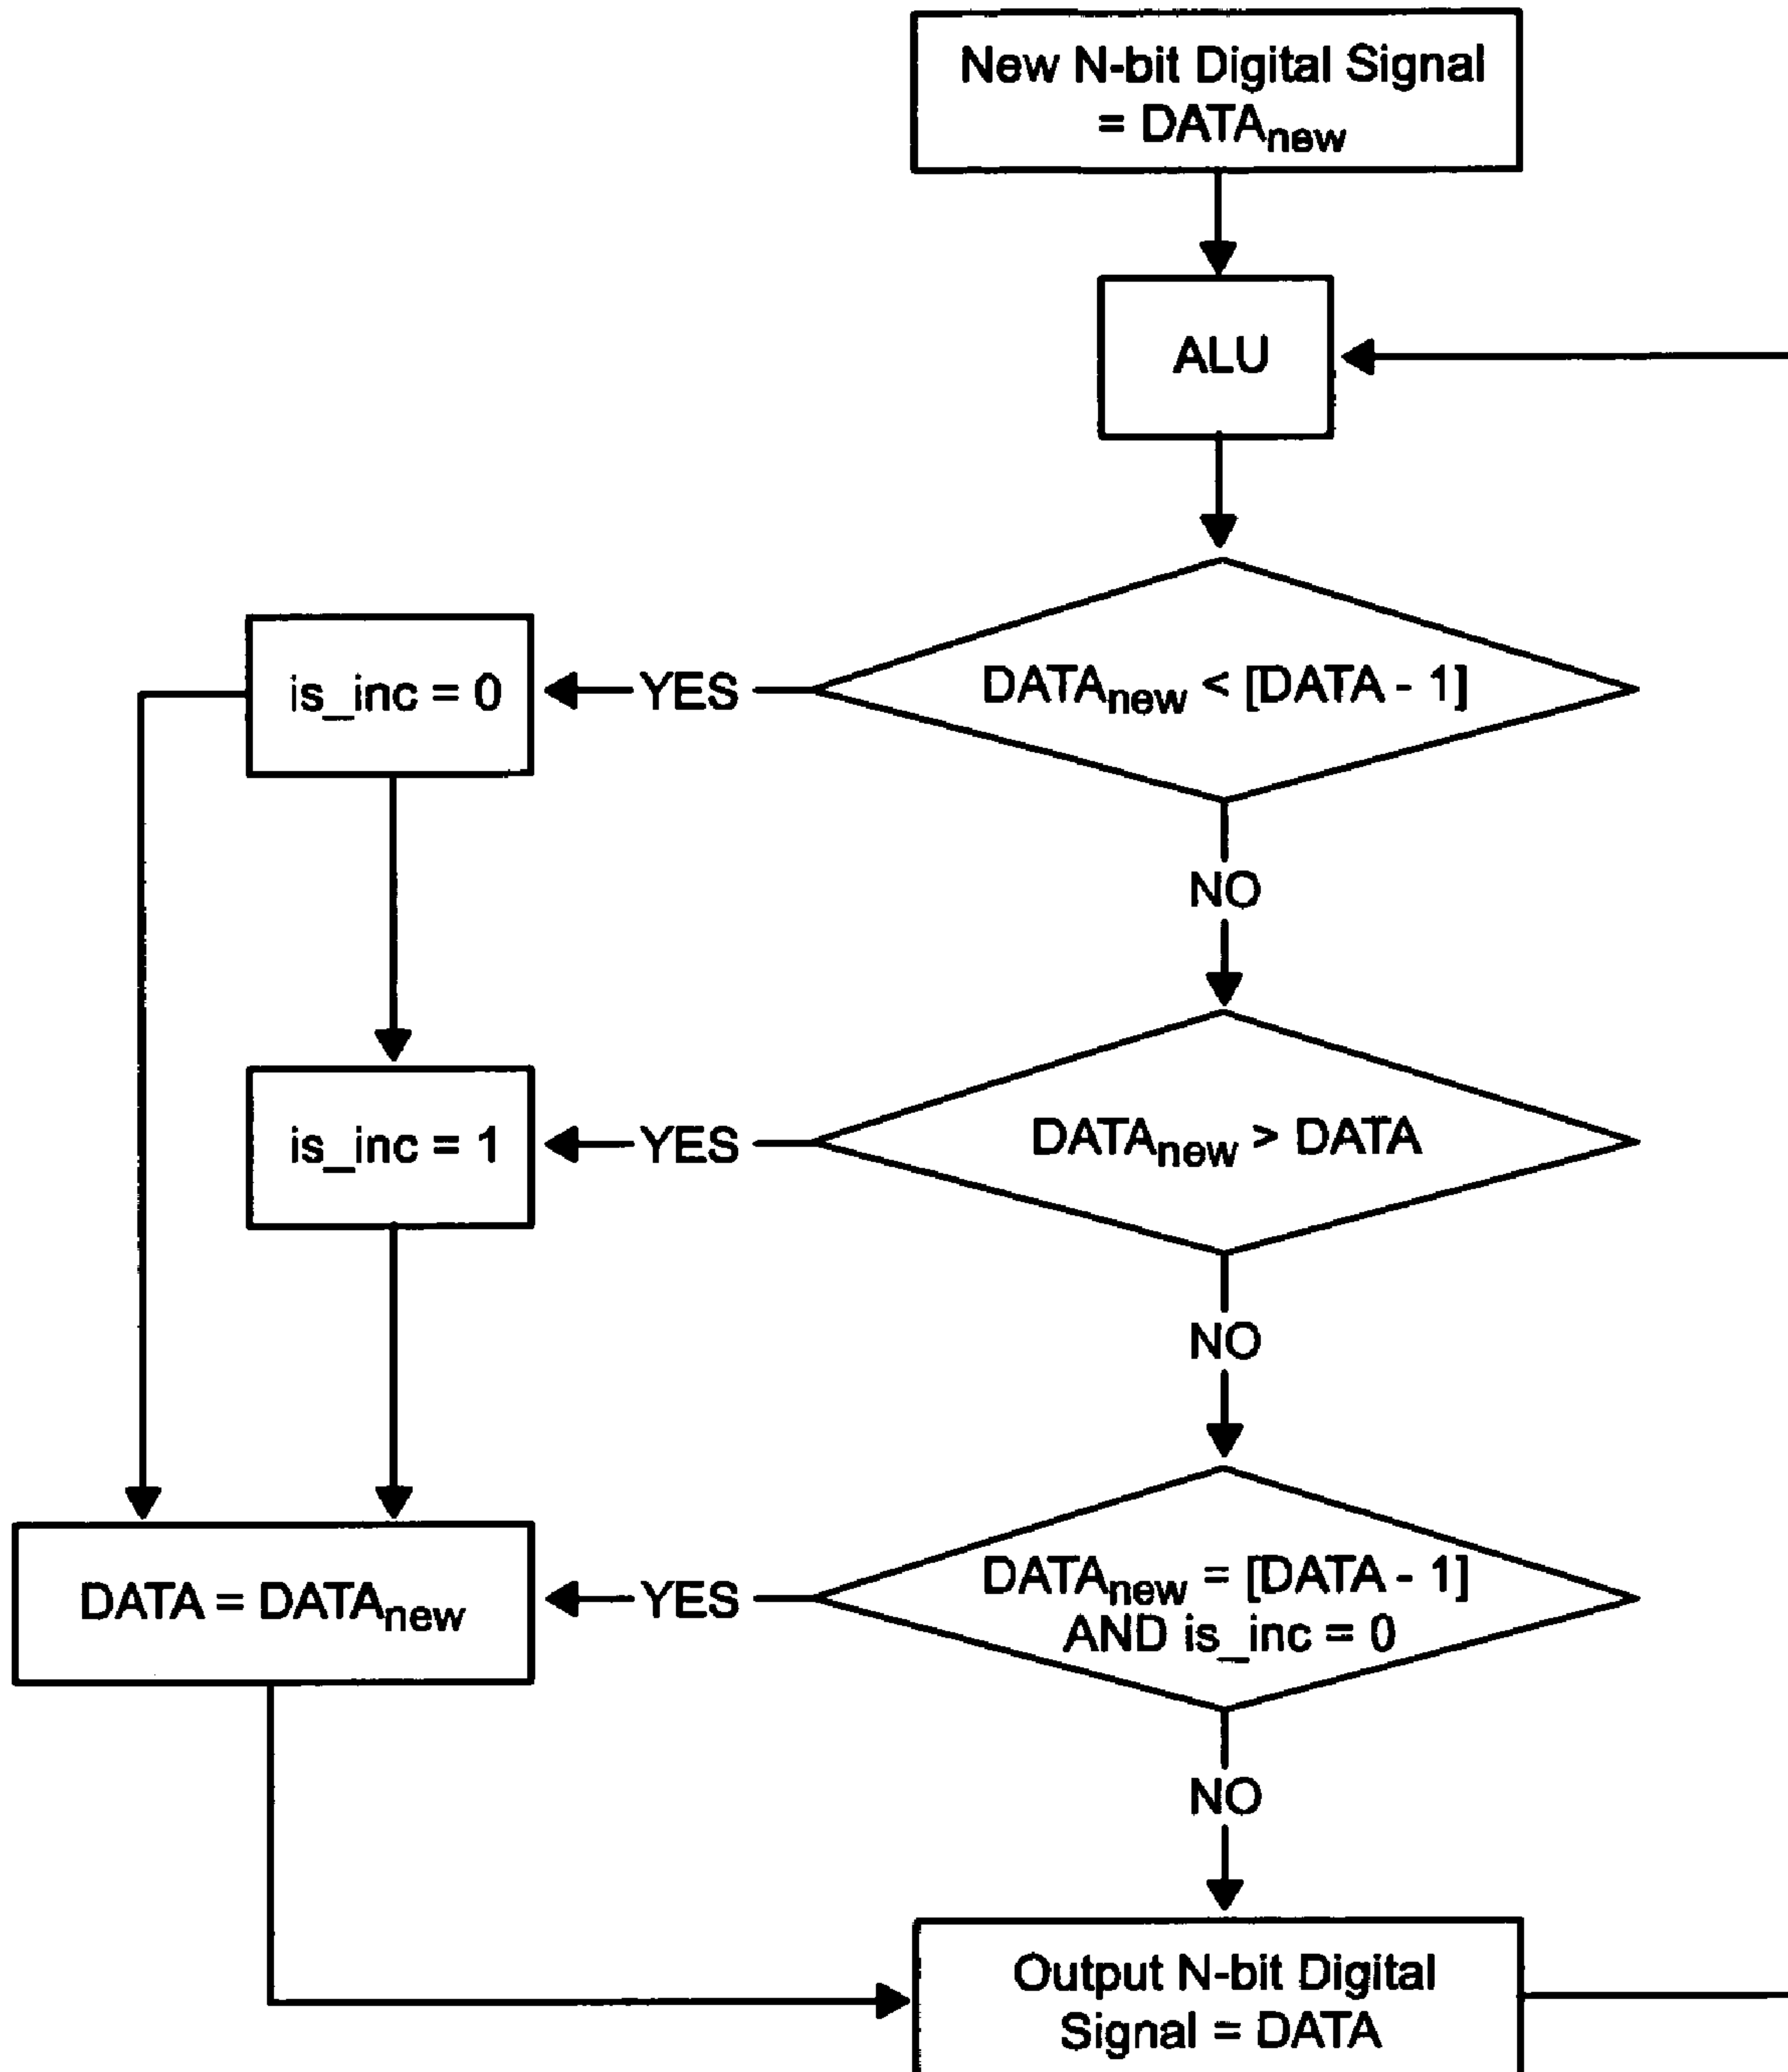 New N-bit Digital Signal
= DATAnew
ALU
DATAnew < [DATA - 1]
YES
is_inc = 0
NO
DATAnew > DATA
YES
is_inc = 1
NO
DATAnew = [DATA - 1]
AND is_inc = 0
YES
DATA = DATAnew
NO
Output N-bit Digital
Signal = DATA